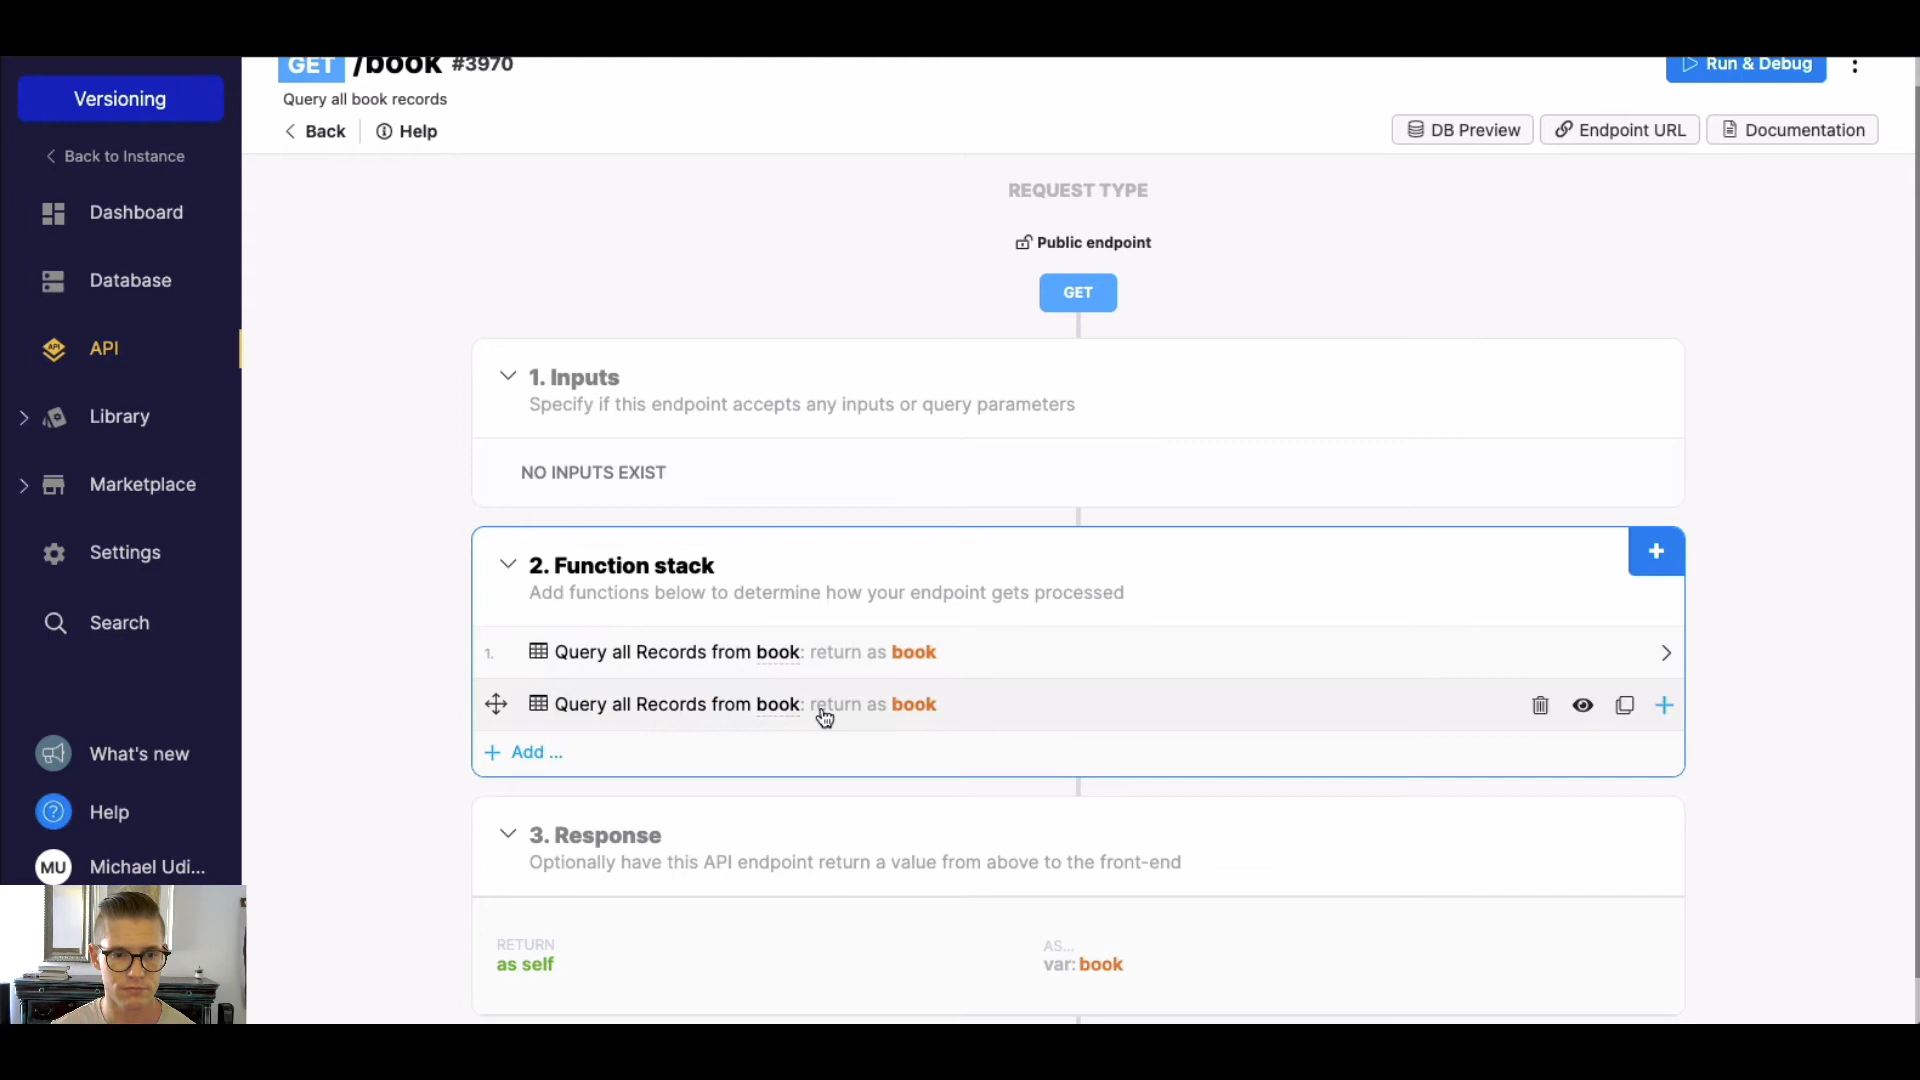 GET /book #3970
Run & Debug
Versioning
Query all book records
Back
Help
DB Preview
Endpoint URL
Documentation
Back to Instance
Dashboard
Database
API
API
Library
Marketplace
Settings
Search
What's new
? Help
MU Michael Udi...
REQUEST TYPE
Public endpoint
GET
1. Inputs
Specify if this endpoint accepts any inputs or query parameters
NO INPUTS EXIST
2. Function stack
Add functions below to determine how your endpoint gets processed
1. Query all Records from book: return as book
Query all Records from book: return as book
+ Add ...
3. Response
Optionally have this API endpoint return a value from above to the front-end
RETURN
as self
AS...
var: book